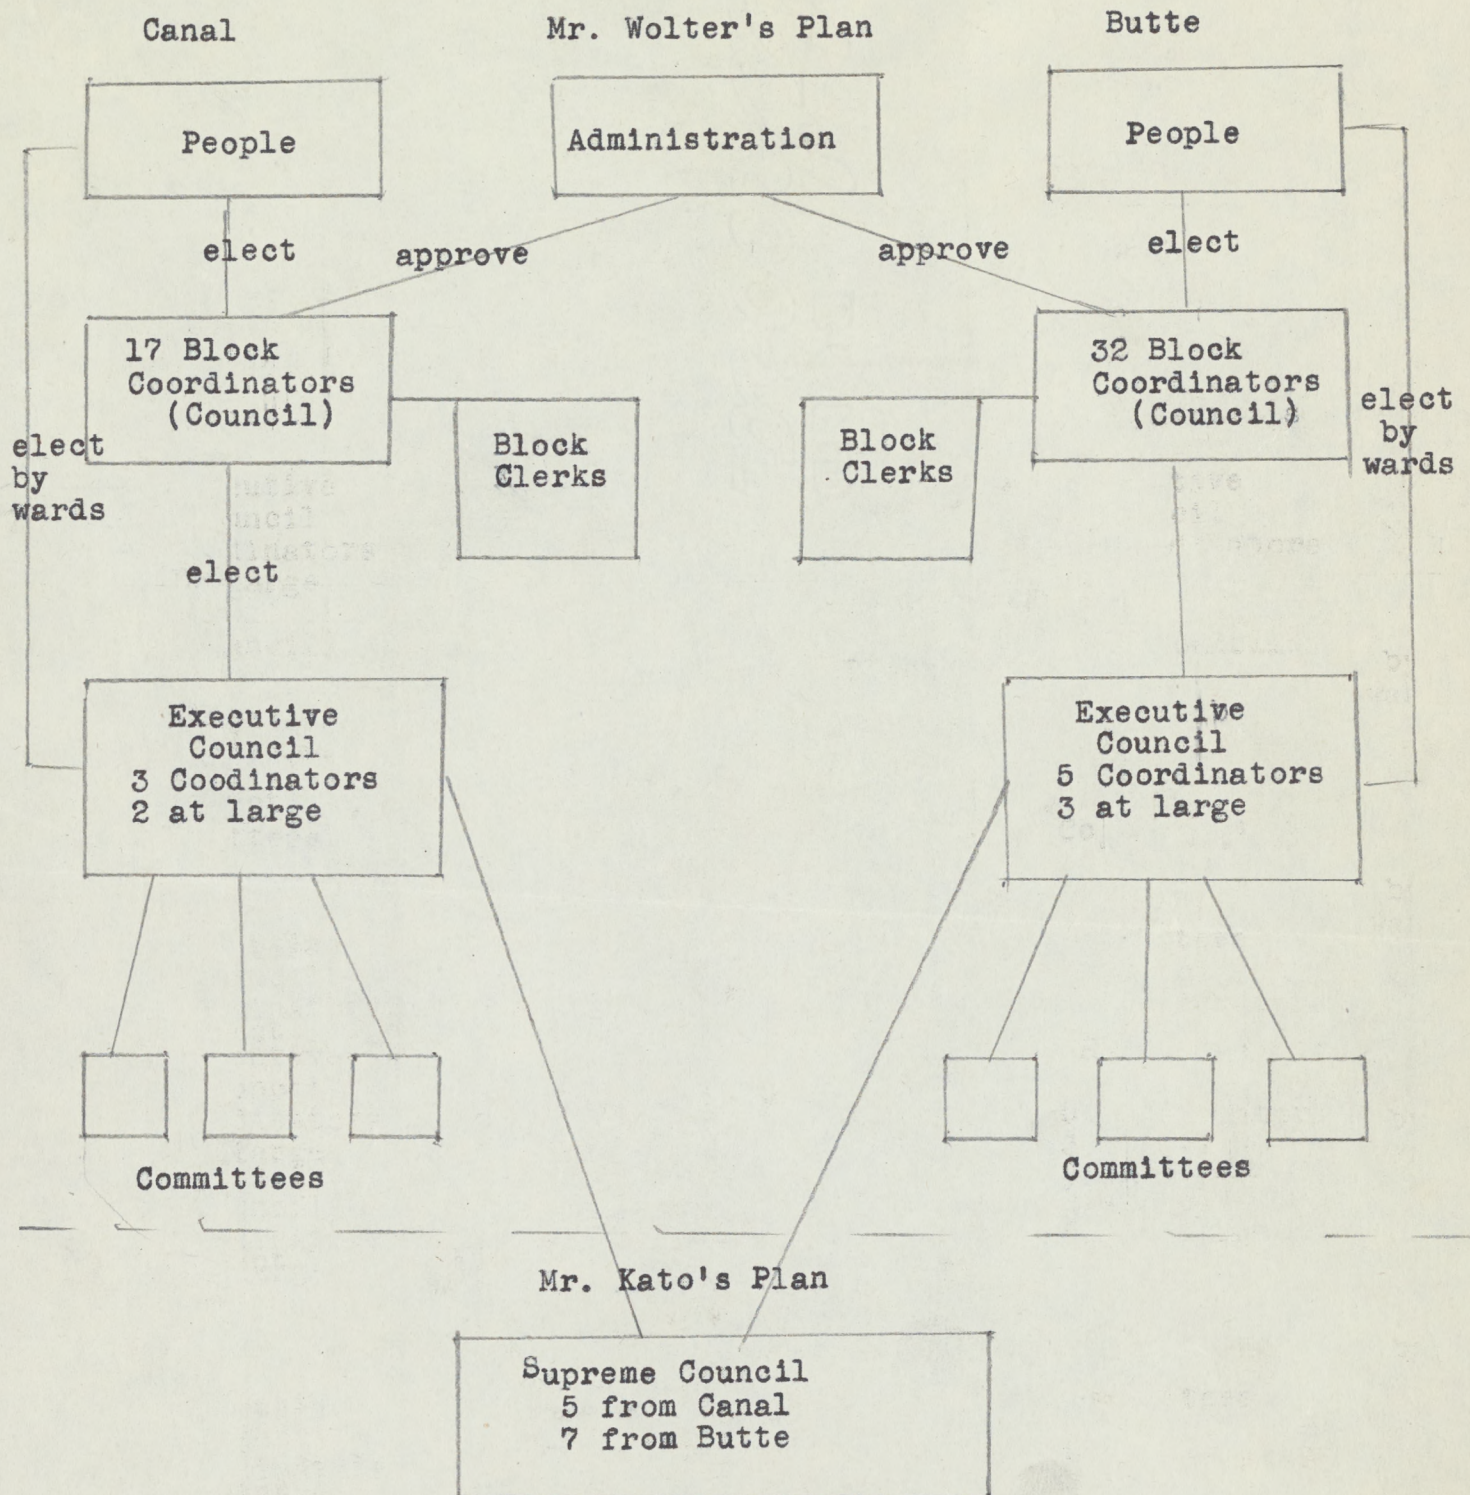 Canal
Mr. Wolter's Plan
Butte
People
Administration
People
elect
approve
approve
elect
17 Block
Coordinators
(Council)
32 Block
Coordinators
(Council)
elect
by
wards
Block
Clerks
Block
Clerks
elect
by
wards
elect
Executive
Council
3 Coodinators
2 at large
Executive
Council
5 Coordinators
3 at large
Committees
Committees
Mr. Kato's Plan
Supreme Council
5 from Canal
7 from Butte